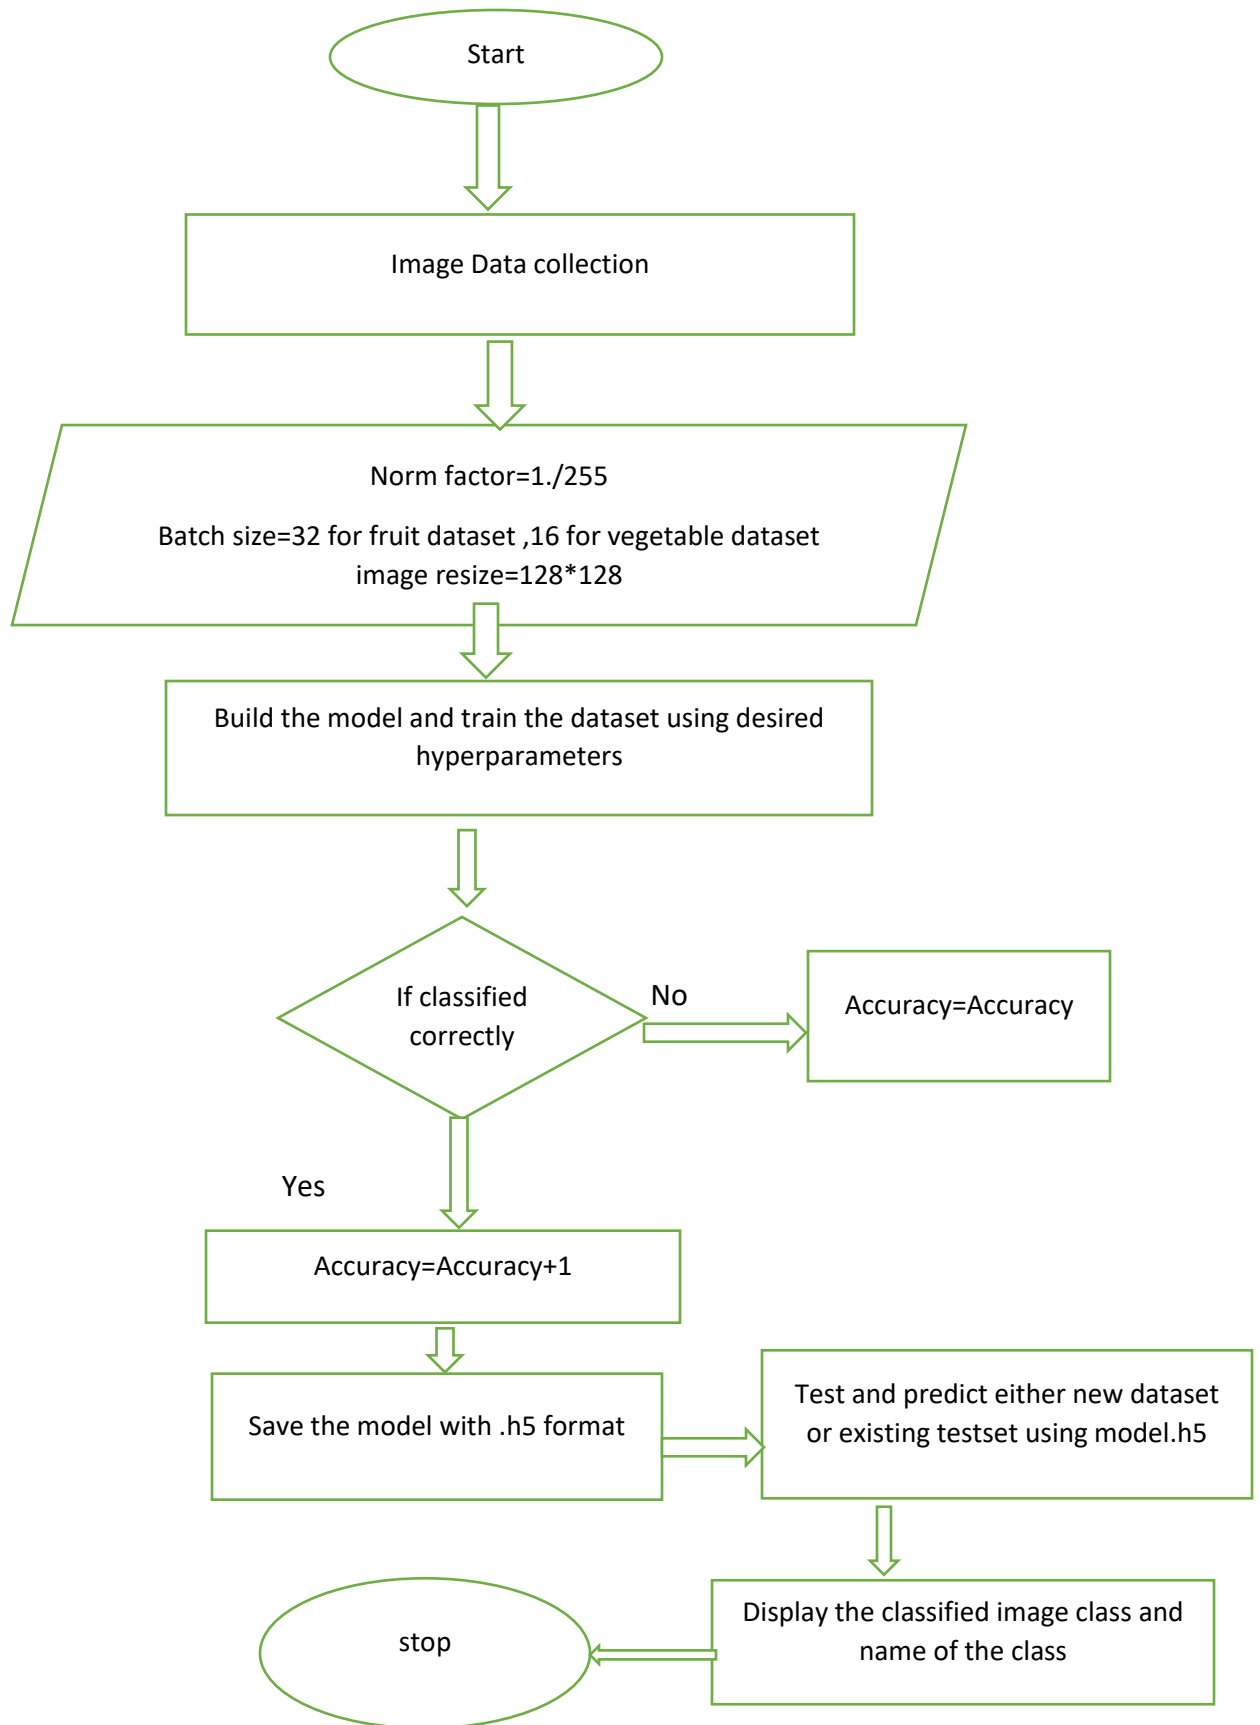 Start
Image Data collection
Norm factor=1./255
Batch size=32 for fruit dataset ,16 for vegetable dataset
image resize=128*128
Build the model and train the dataset using desired
hyperparameters
If classified
correctly
No
Accuracy=Accuracy
Yes
Accuracy=Accuracy+1
Save the model with .h5 format
Test and predict either new dataset
or existing testset using model.h5
Display the classified image class and
name of the class
stop